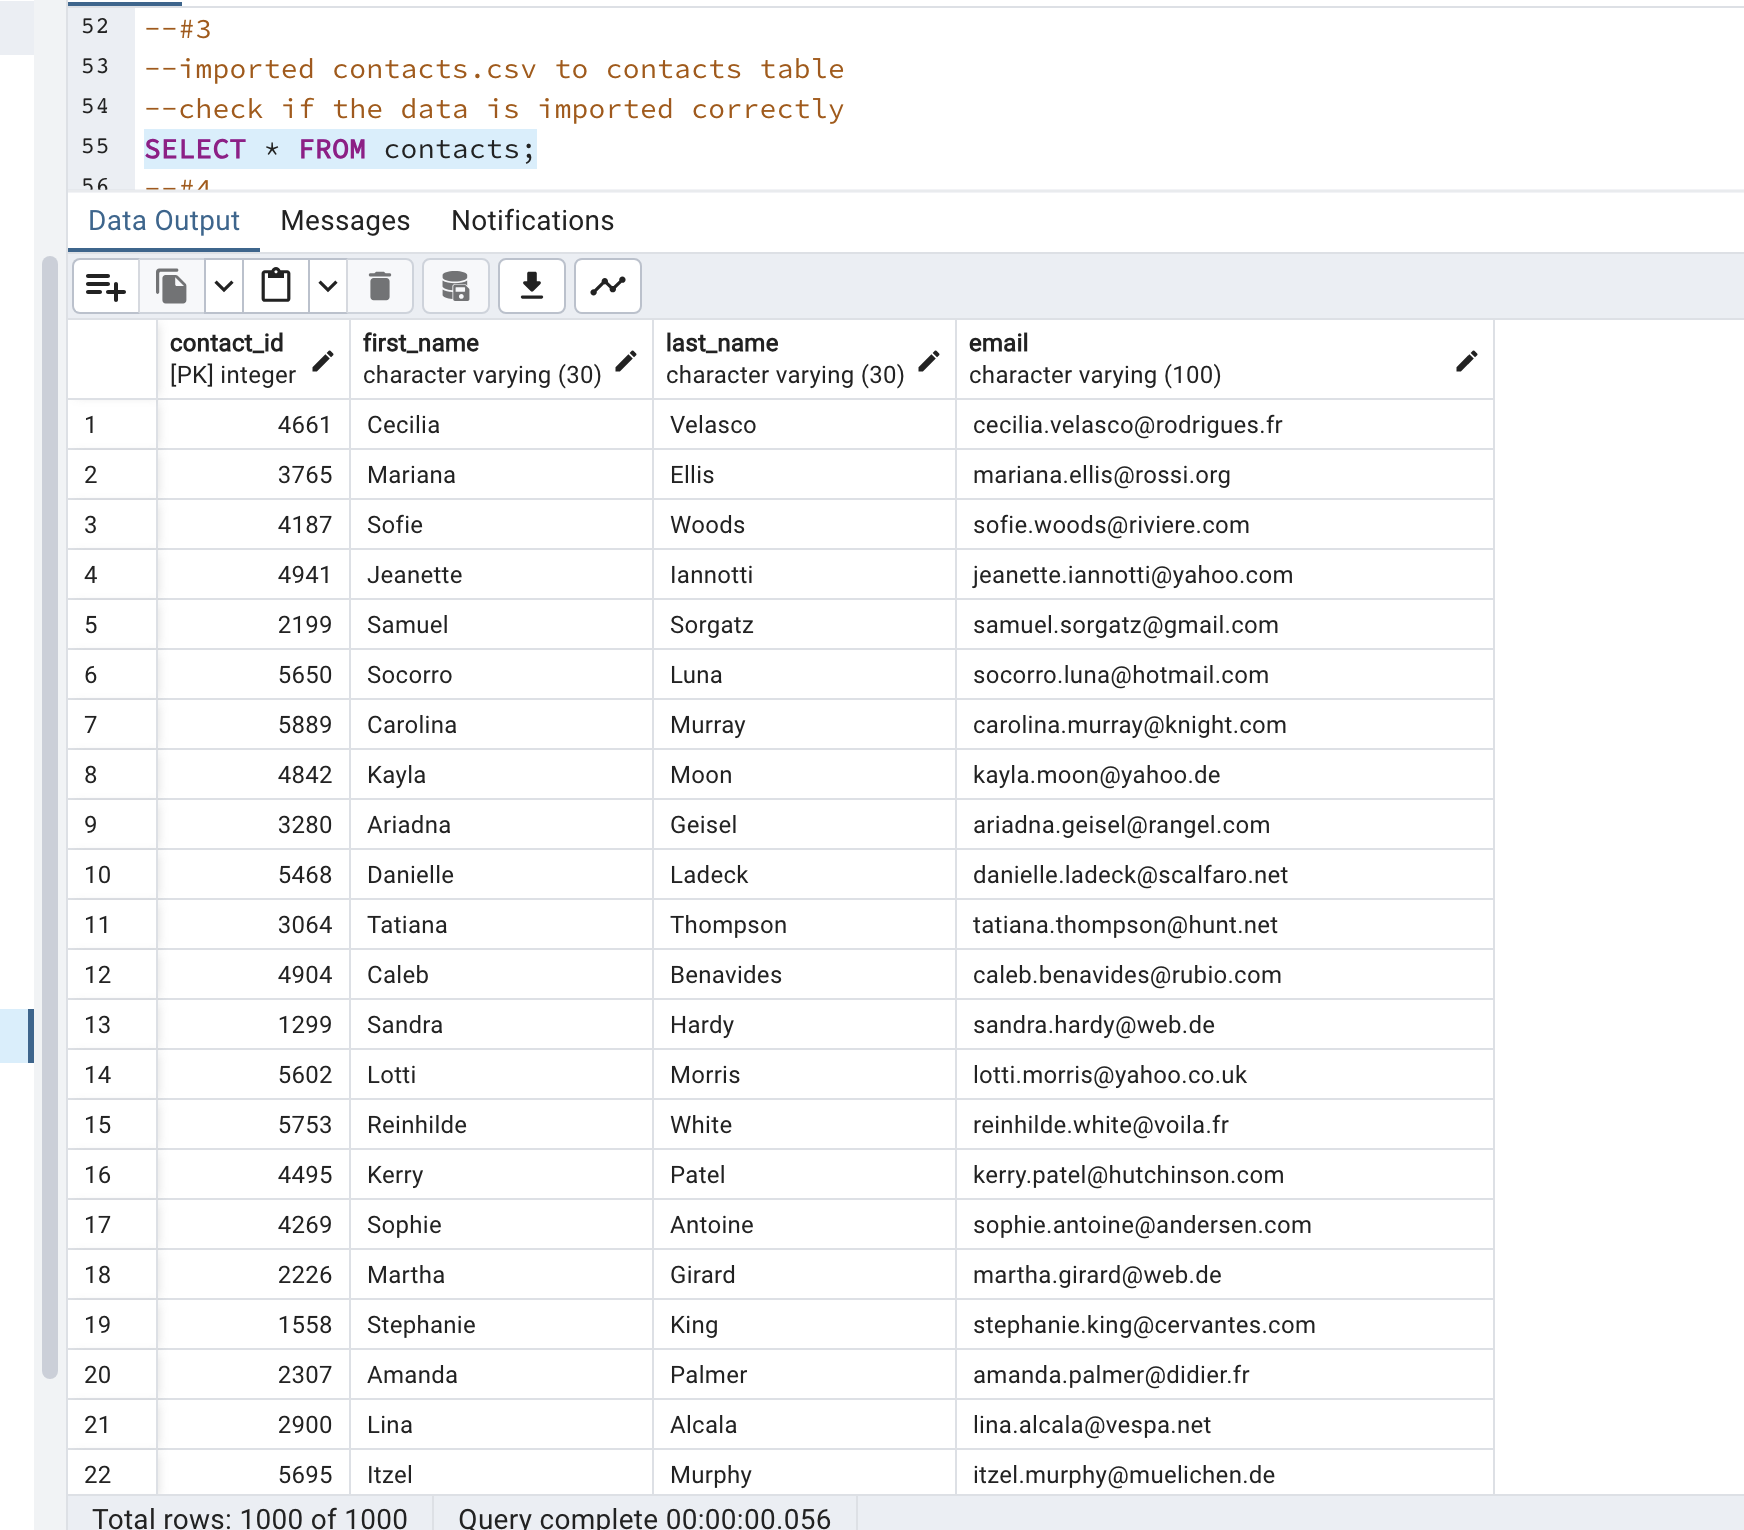 52 --#3
53 --imported contacts.csv to contacts table
54 --check if the data is imported correctly
55 SELECT * FROM contacts;
56 --#4
Data Output Messages Notifications
contact_id first_name last_name email
[PK] integer character varying (30) character varying (30) character varying (100)
1 4661 Cecilia Velasco cecilia.velasco@rodrigues.fr
2 3765 Mariana Ellis mariana.ellis@rossi.org
3 4187 Sofie Woods sofie.woods@riviere.com
4 4941 Jeanette Iannotti jeanette.iannotti@yahoo.com
5 2199 Samuel Sorgatz samuel.sorgatz@gmail.com
6 5650 Socorro Luna socorro.luna@hotmail.com
7 5889 Carolina Murray carolina.murray@knight.com
8 4842 Kayla Moon kayla.moon@yahoo.de
9 3280 Ariadna Geisel ariadna.geisel@rangel.com
10 5468 Danielle Ladeck danielle.ladeck@scalfaro.net
11 3064 Tatiana Thompson tatiana.thompson@hunt.net
12 4904 Caleb Benavides caleb.benavides@rubio.com
13 1299 Sandra Hardy sandra.hardy@web.de
14 5602 Lotti Morris lotti.morris@yahoo.co.uk
15 5753 Reinhilde White reinhilde.white@voila.fr
16 4495 Kerry Patel kerry.patel@hutchinson.com
17 4269 Sophie Antoine sophie.antoine@andersen.com
18 2226 Martha Girard martha.girard@web.de
19 1558 Stephanie King stephanie.king@cervantes.com
20 2307 Amanda Palmer amanda.palmer@didier.fr
21 2900 Lina Alcala lina.alcala@vespa.net
22 5695 Itzel Murphy itzel.murphy@muelichen.de
Total rows: 1000 of 1000 Query complete 00:00:00.056